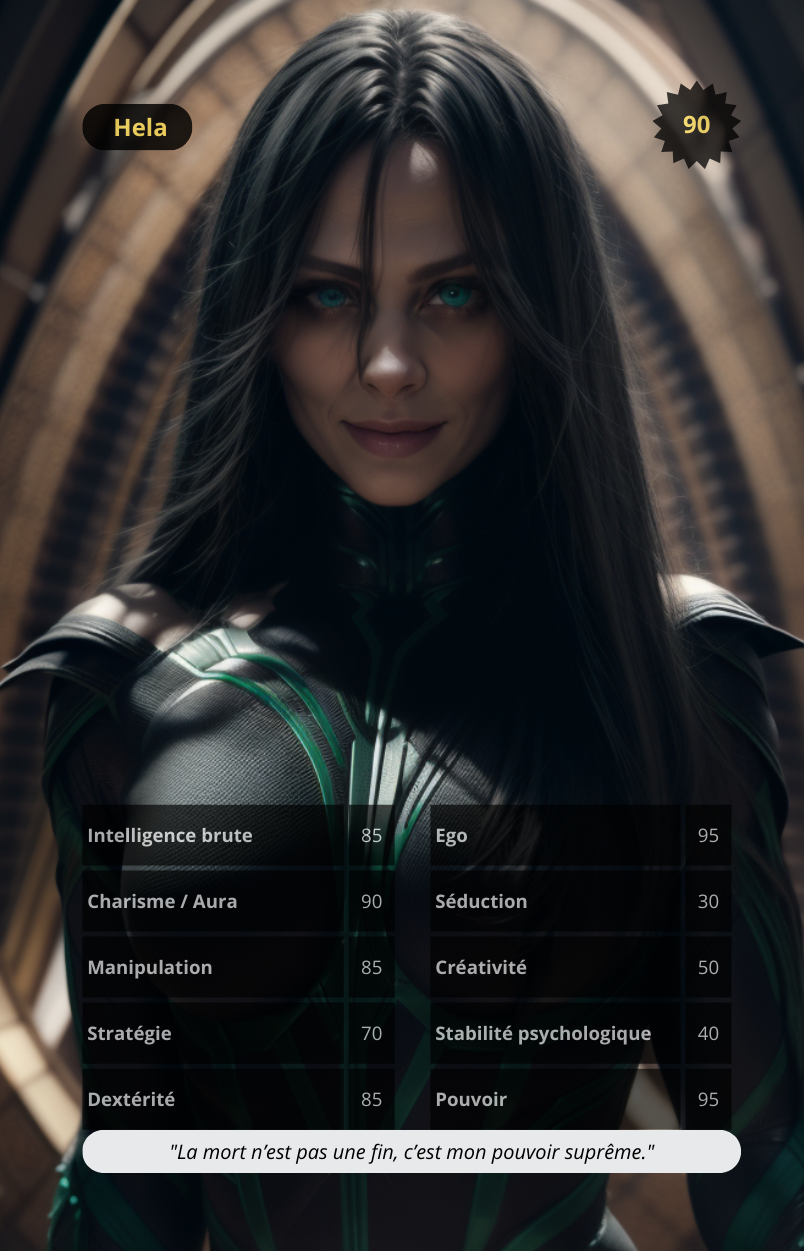 Hela
90
Intelligence brute 85
Ego 95
Charisme / Aura 90
Séduction 30
Manipulation 85
Créativité 50
Stratégie 70
Stabilité psychologique 40
Dextérité 85
Pouvoir 95
"La mort n’est pas une fin, c’est mon pouvoir suprême."